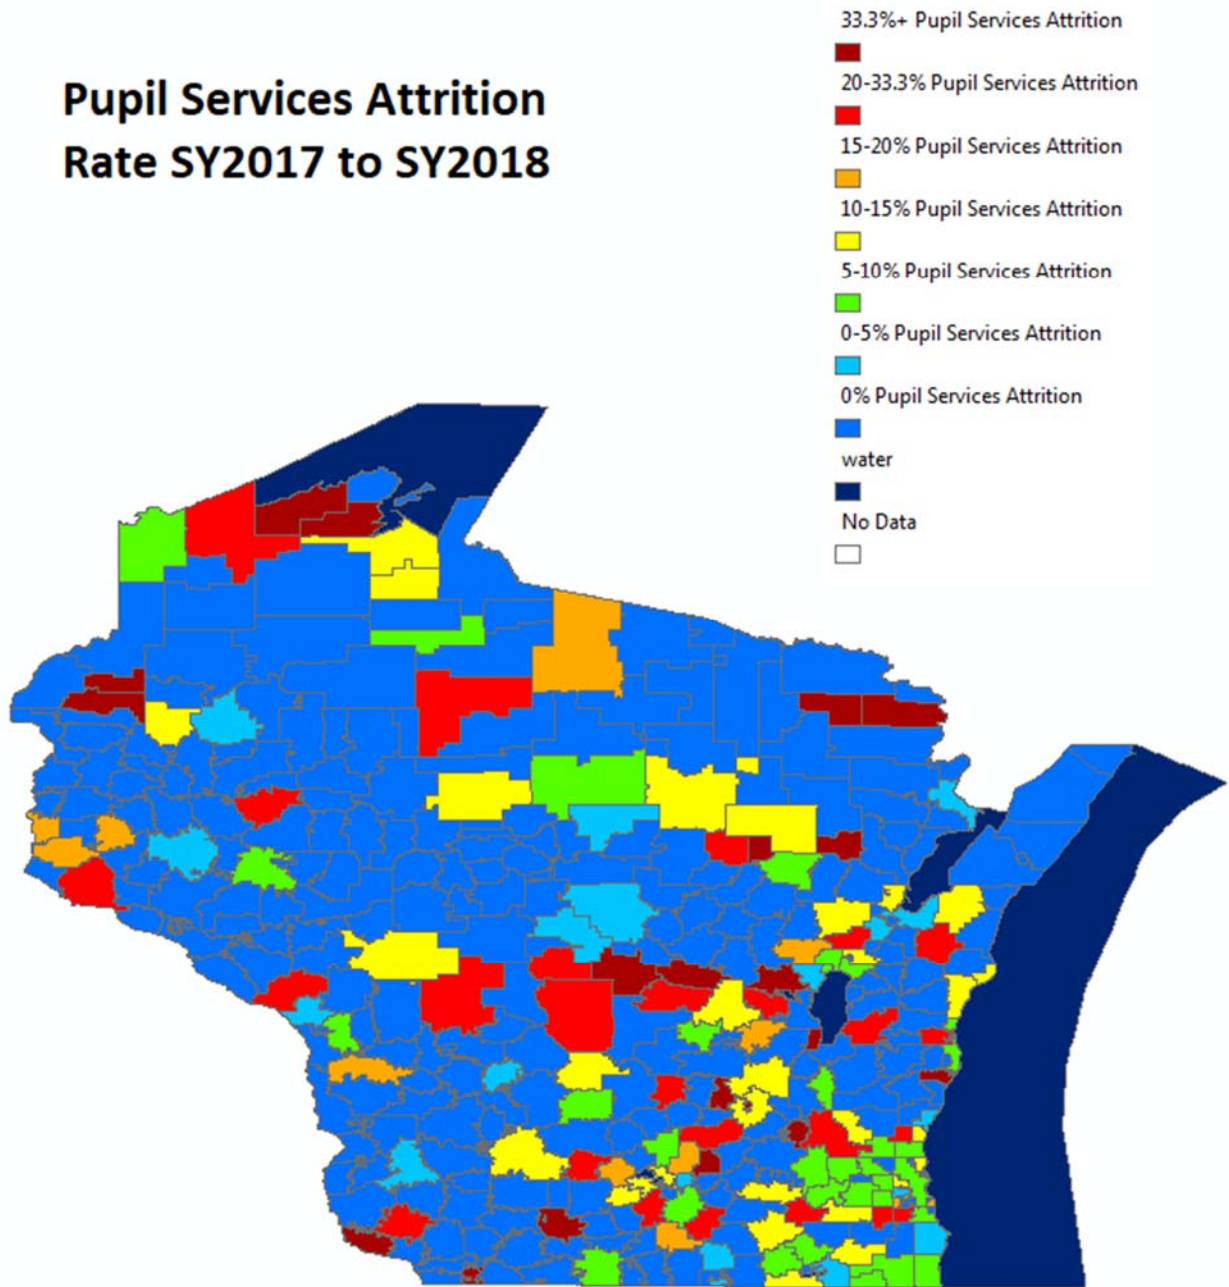 Pupil Services Attrition
Rate SY2017 to SY2018
33.3%+ Pupil Services Attrition
20-33.3% Pupil Services Attrition
15-20% Pupil Services Attrition
10-15% Pupil Services Attrition
5-10% Pupil Services Attrition
0-5% Pupil Services Attrition
0% Pupil Services Attrition
water
No Data